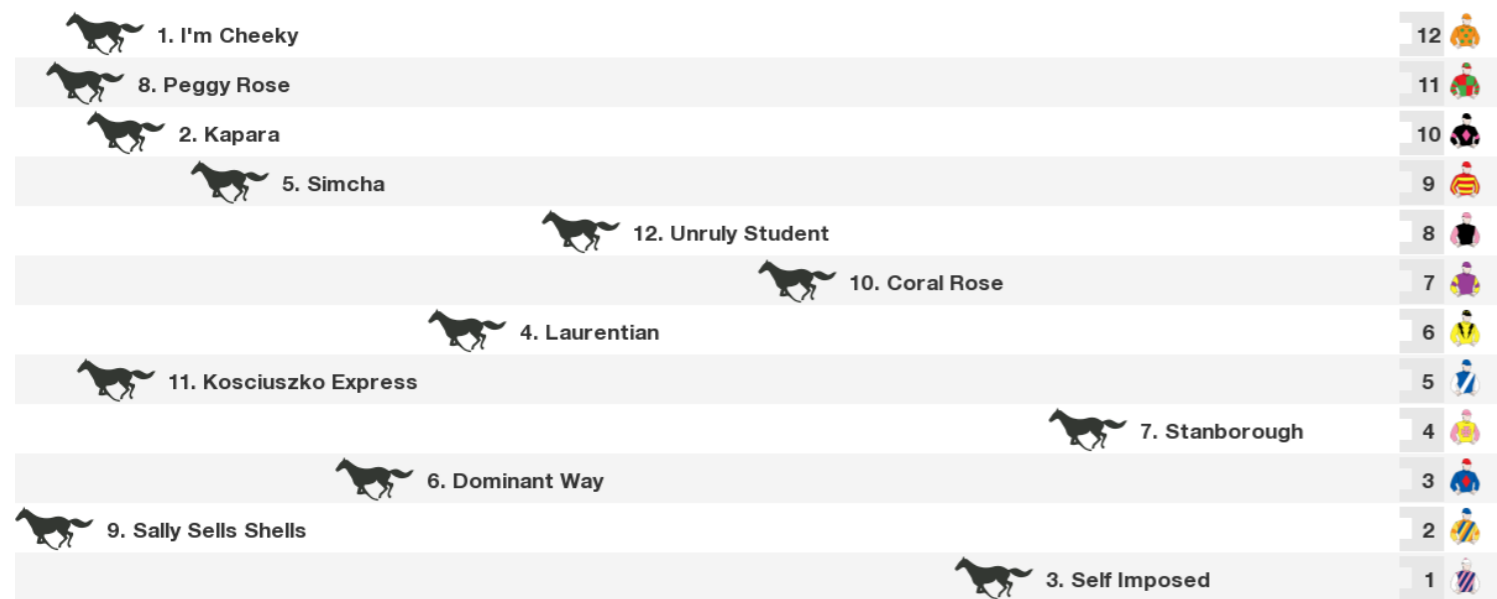 1. I'm Cheeky 12
8. Peggy Rose 11
2. Kapara 10
5. Simcha 9
12. Unruly Student 8
10. Coral Rose 7
4. Laurentian 6
11. Kosciuszko Express 5
7. Stanborough 4
6. Dominant Way 3
9. Sally Sells Shells 2
3. Self Imposed 1